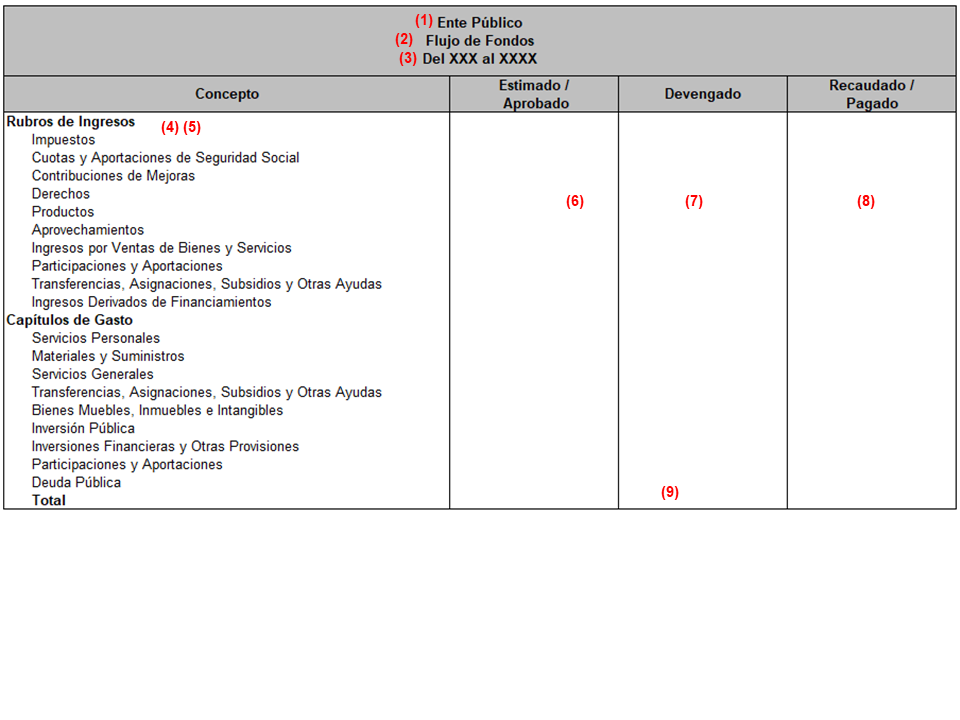 (1) Ente Público
(2) Flujo de Fondos
(3) Del XXX al XXXX
Concepto
Estimado /
Aprobado
Devengado
Recaudado /
Pagado
Rubros de Ingresos (4) (5)
Impuestos
Cuotas y Aportaciones de Seguridad Social
Contribuciones de Mejoras
Derechos (6) (7) (8)
Productos
Aprovechamientos
Ingresos por Ventas de Bienes y Servicios
Participaciones y Aportaciones
Transferencias, Asignaciones, Subsidios y Otras Ayudas
Ingresos Derivados de Financiamientos
Capítulos de Gasto
Servicios Personales
Materiales y Suministros
Servicios Generales
Transferencias, Asignaciones, Subsidios y Otras Ayudas
Bienes Muebles, Inmuebles e Intangibles
Inversión Pública
Inversiones Financieras y Otras Provisiones
Participaciones y Aportaciones
Deuda Pública
Total (9)